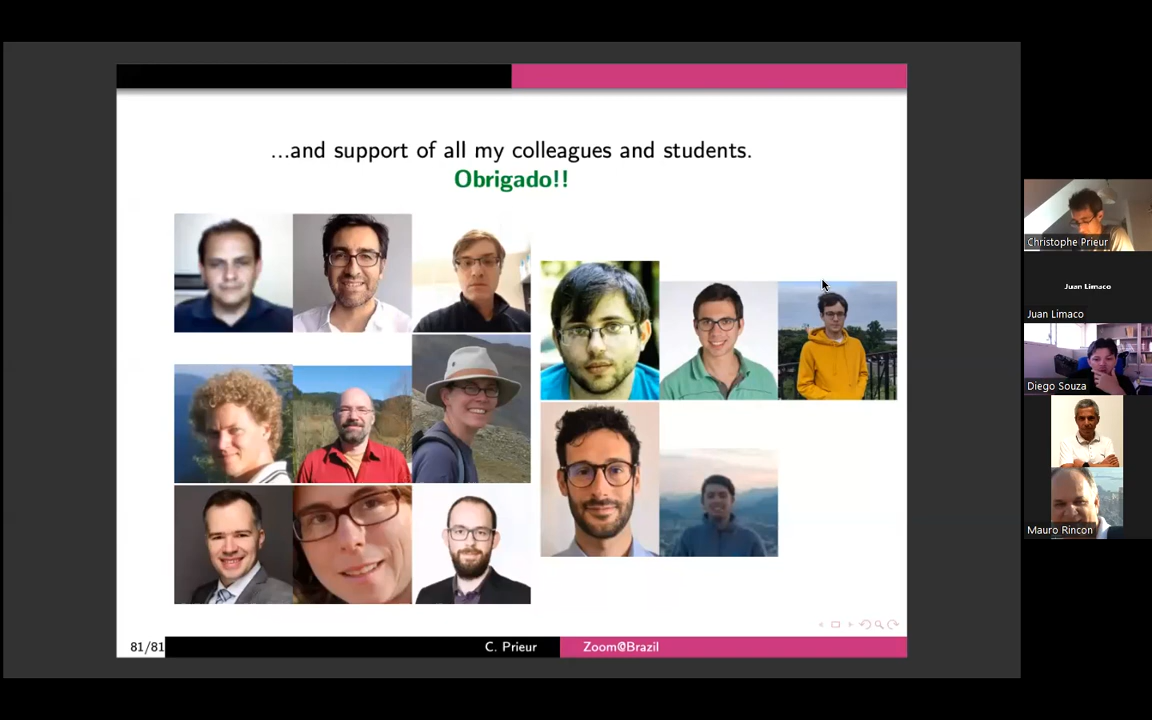 ...and support of all my colleagues and students.
Obrigado!!
81/81
C. Prieur
Zoom@Brazil
Christophe Prieur
Juan Limaco
Juan Limaco
Diego Souza
Mauro Rincon